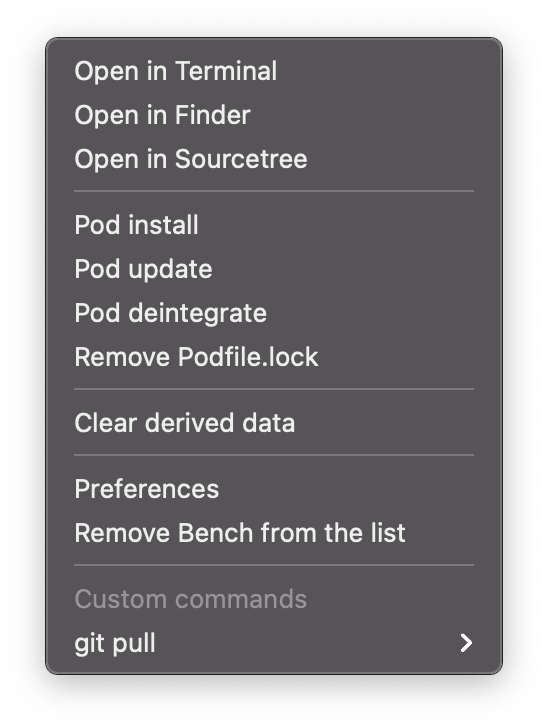 Open in Terminal
Open in Finder
Open in Sourcetree
Pod install
Pod update
Pod deintegrate
Remove Podfile.lock
Clear derived data
Preferences
Remove Bench from the list
Custom commands
git pull